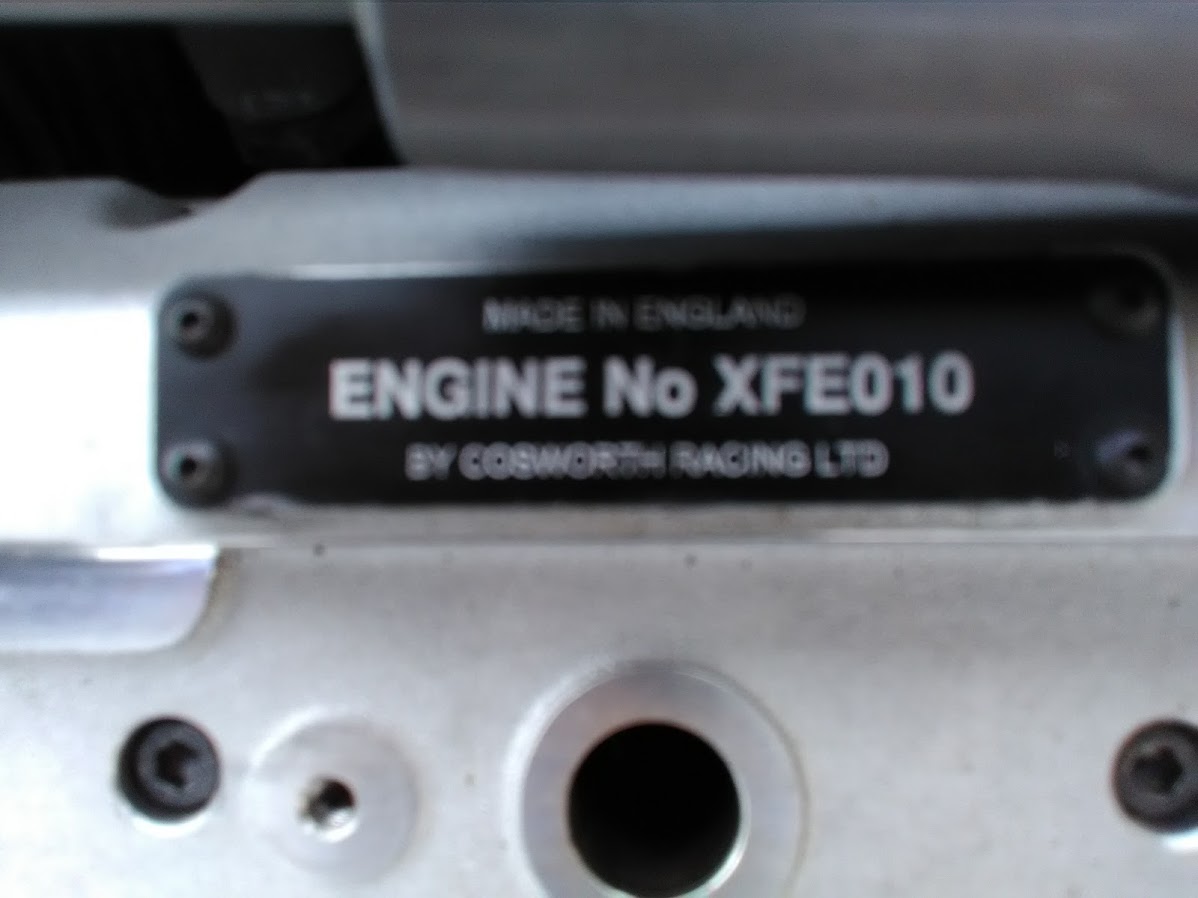 MADE IN ENGLAND
ENGINE No XFE010
BY COSWORTH RACING LTD